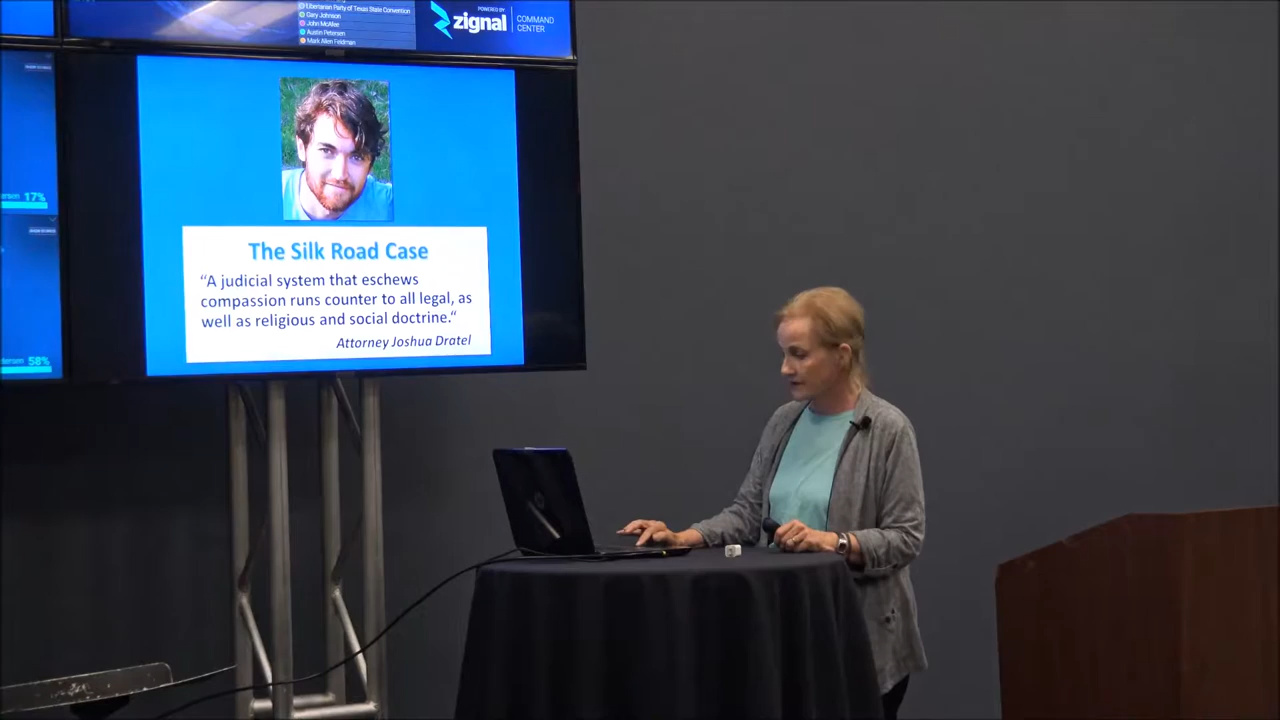 Libertarian Party of Texas State Convention
Gary Johnson
John McAfee
Austin Petersen
Mark Allen Feldman
POWERED BY
zignal
COMMAND
CENTER
17%
58%
The Silk Road Case
“A judicial system that eschews
compassion runs counter to all legal, as
well as religious and social doctrine.“
Attorney Joshua Dratel